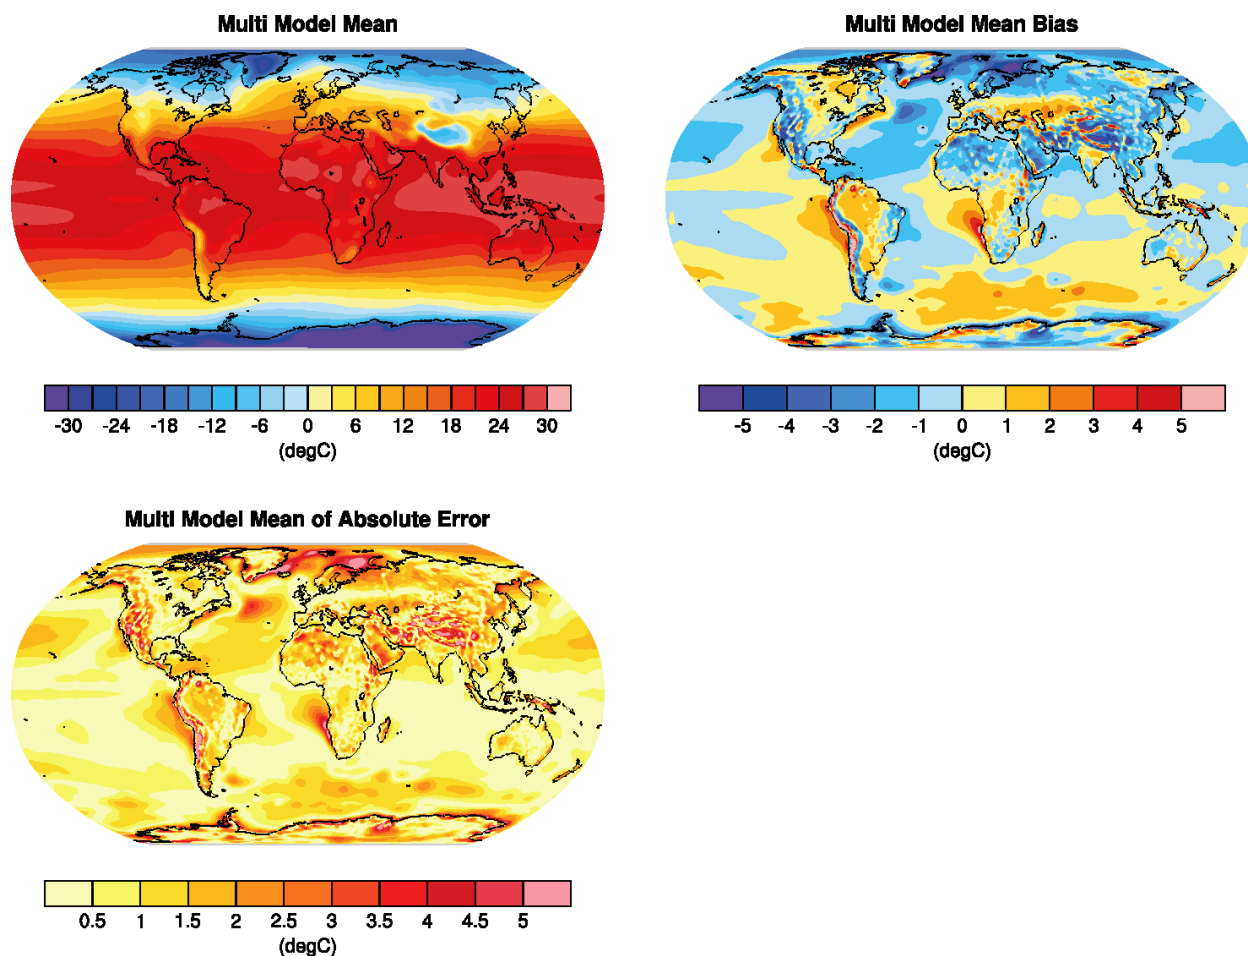 Multi Model Mean
Multi Model Mean Bias
-30 -24 -18 -12 -6 0 6 12 18 24 30
(degC)
-5 -4 -3 -2 -1 0 1 2 3 4 5
(degC)
Multi Model Mean of Absolute Error
0.5 1 1.5 2 2.5 3 3.5 4 4.5 5
(degC)